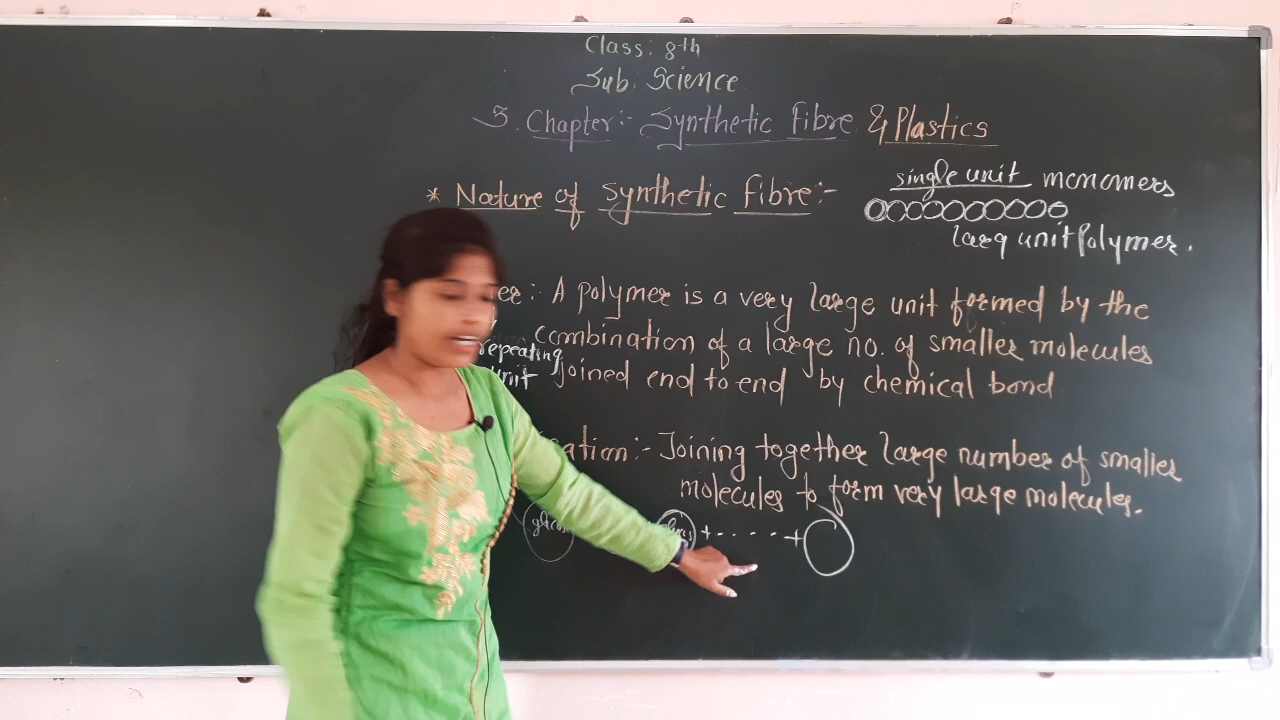 Class: 8th
Sub: Science
3. Chapter:- Synthetic Fibre & Plastics
* Nature of Synthetic fibre:-
single unit monomers
larg unit Polymer.
er:- A polymer is a very large unit formed by the
combination of a large no. of smaller molecules
repeating
unit joined end to end by chemical bond
ation:- Joining together large number of smaller
molecules to form very large molecules.
+ . . . . +